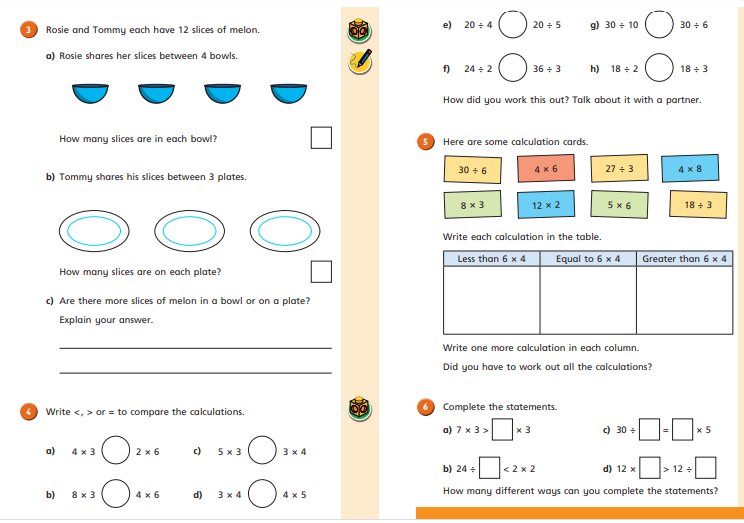 3 Rosie and Tommy each have 12 slices of melon.
a) Rosie shares her slices between 4 bowls.
How many slices are in each bowl?
b) Tommy shares his slices between 3 plates.
How many slices are on each plate?
c) Are there more slices of melon in a bowl or on a plate?
Explain your answer.
4 Write <, > or = to compare the calculations.
a) 4 × 3 2 × 6 c) 5 × 3 3 × 4
b) 8 × 3 4 × 6 d) 3 × 4 4 × 5
e) 20 ÷ 4 20 ÷ 5 g) 30 ÷ 10 30 ÷ 6
f) 24 ÷ 2 36 ÷ 3 h) 18 ÷ 2 18 ÷ 3
How did you work this out? Talk about it with a partner.
5 Here are some calculation cards.
30 ÷ 6 4 × 6 27 ÷ 3 4 × 8
8 × 3 12 × 2 5 × 6 18 ÷ 3
Write each calculation in the table.
Less than 6 × 4 Equal to 6 × 4 Greater than 6 × 4
Write one more calculation in each column.
Did you have to work out all the calculations?
6 Complete the statements.
a) 7 × 3 > × 3 c) 30 ÷ = × 5
b) 24 ÷ < 2 × 2 d) 12 × > 12 ÷
How many different ways can you complete the statements?